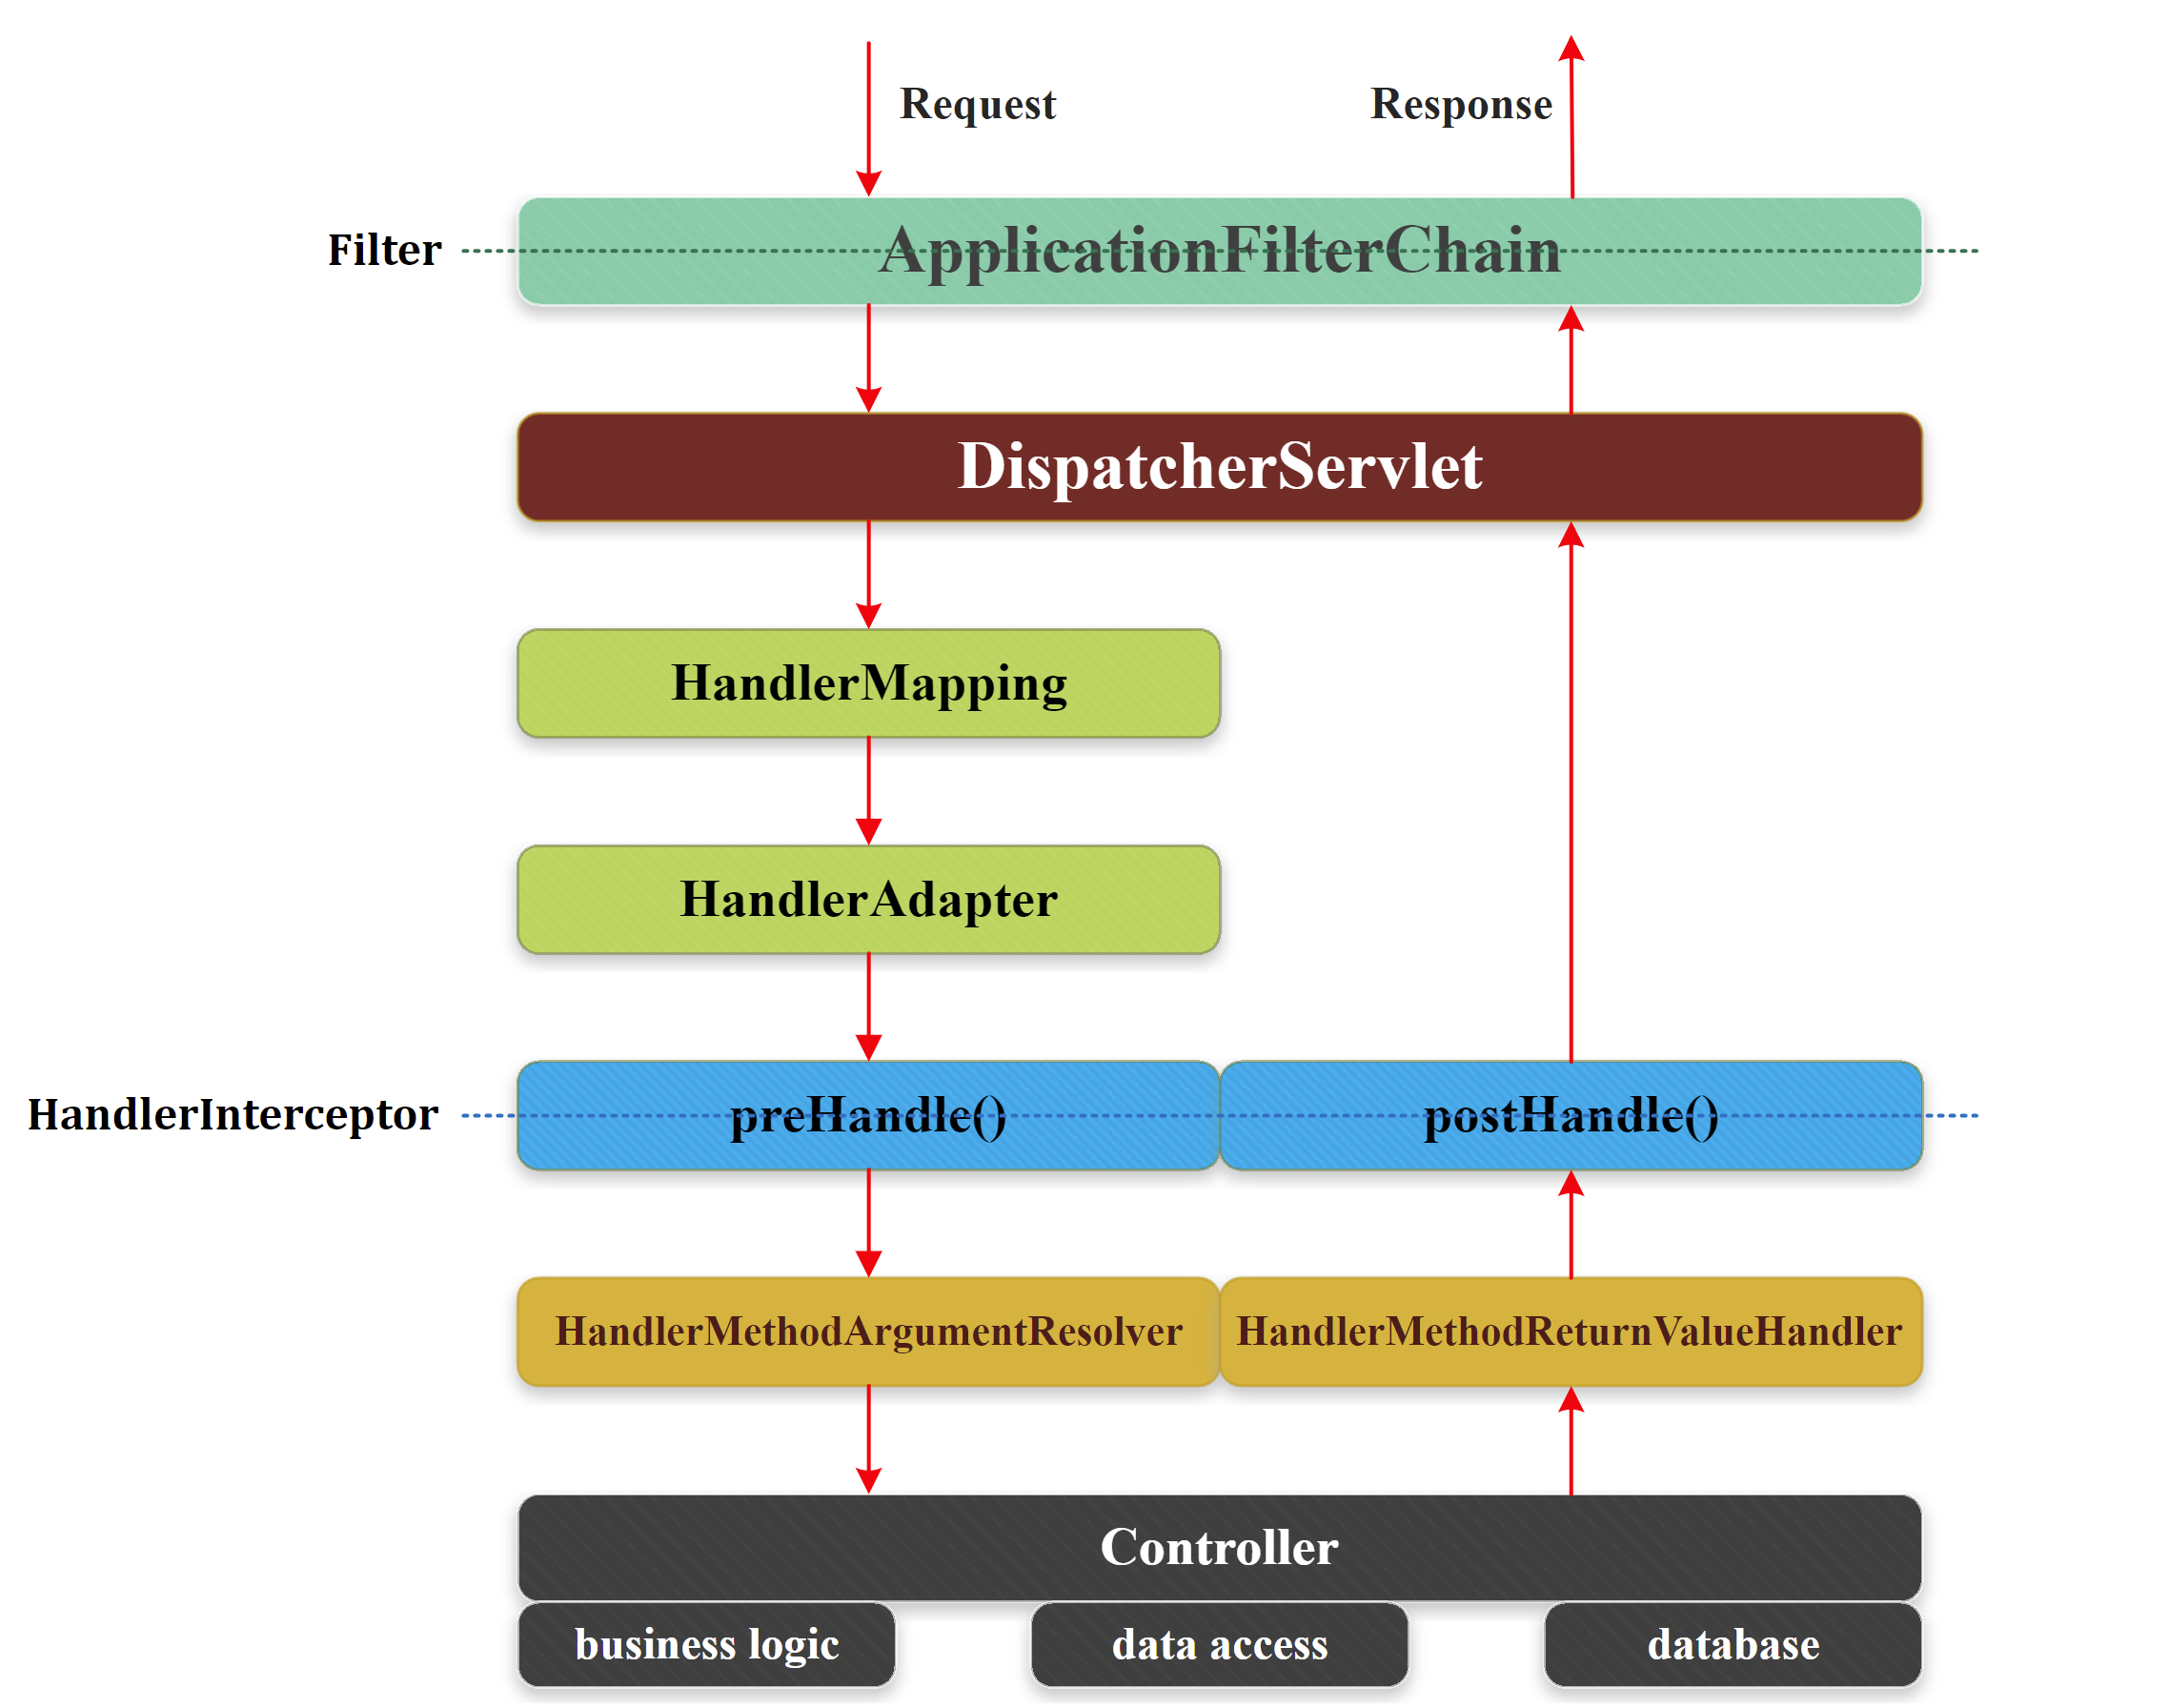 Request
Response
Filter
ApplicationFilterChain
DispatcherServlet
HandlerMapping
HandlerAdapter
HandlerInterceptor
preHandle()
postHandle()
HandlerMethodArgumentResolver
HandlerMethodReturnValueHandler
Controller
business logic
data access
database